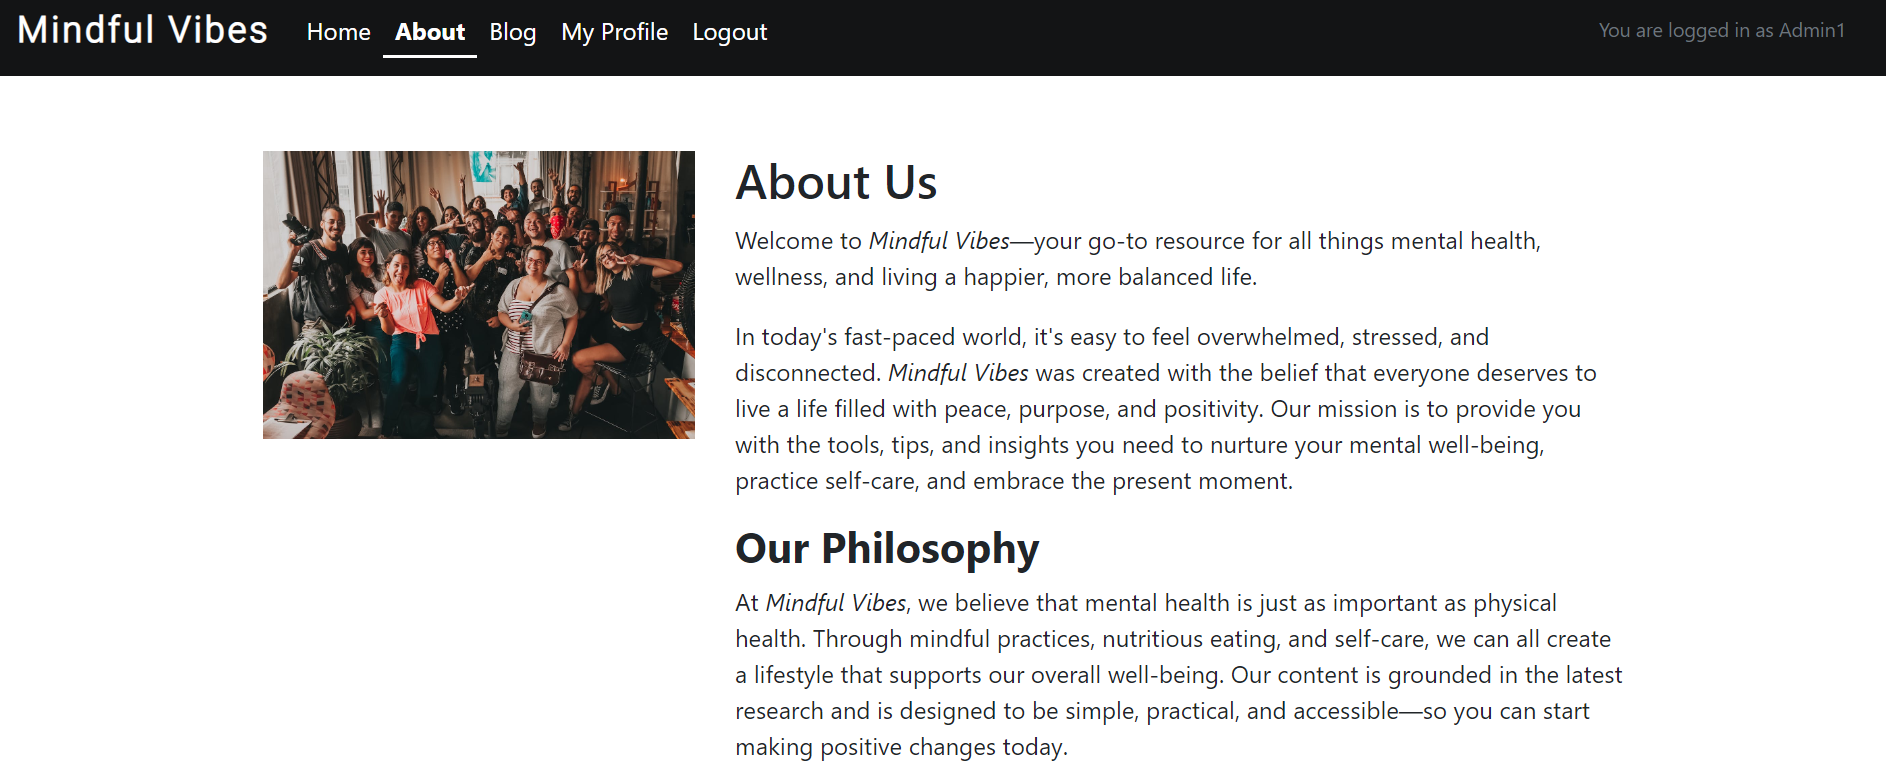 Mindful Vibes Home About Blog My Profile Logout You are logged in as Admin1
About Us
Welcome to Mindful Vibes—your go-to resource for all things mental health,
wellness, and living a happier, more balanced life.
In today's fast-paced world, it's easy to feel overwhelmed, stressed, and
disconnected. Mindful Vibes was created with the belief that everyone deserves to
live a life filled with peace, purpose, and positivity. Our mission is to provide you
with the tools, tips, and insights you need to nurture your mental well-being,
practice self-care, and embrace the present moment.
Our Philosophy
At Mindful Vibes, we believe that mental health is just as important as physical
health. Through mindful practices, nutritious eating, and self-care, we can all create
a lifestyle that supports our overall well-being. Our content is grounded in the latest
research and is designed to be simple, practical, and accessible—so you can start
making positive changes today.